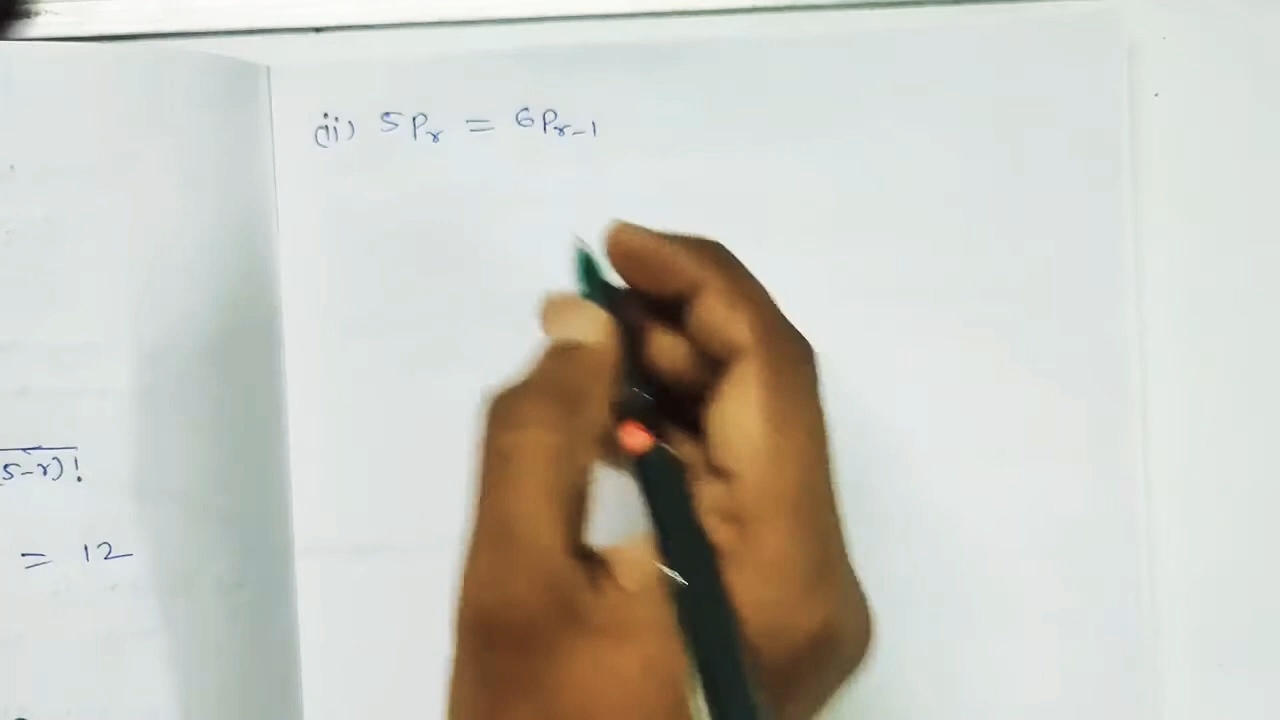 (5-r)!
= 12
(ii) 5Pr = 6Pr-1